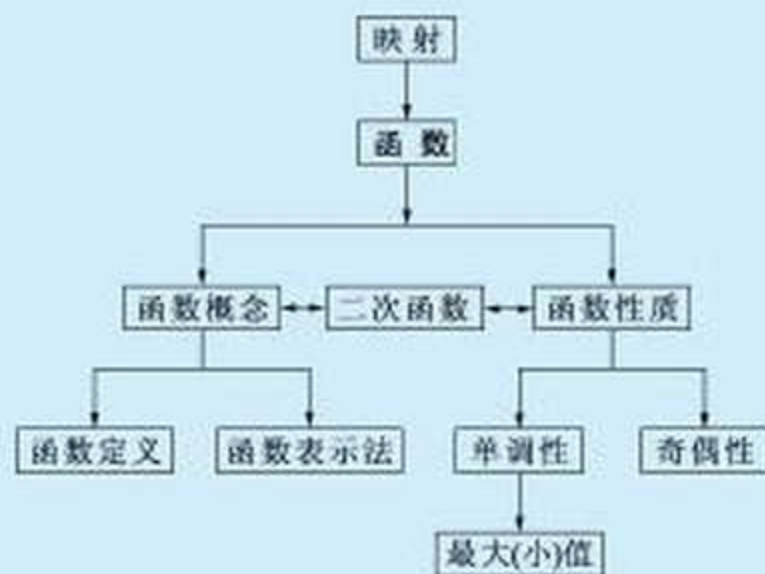 映射
函数
函数概念
二次函数
函数性质
函数定义
函数表示法
单调性
奇偶性
最大(小)值